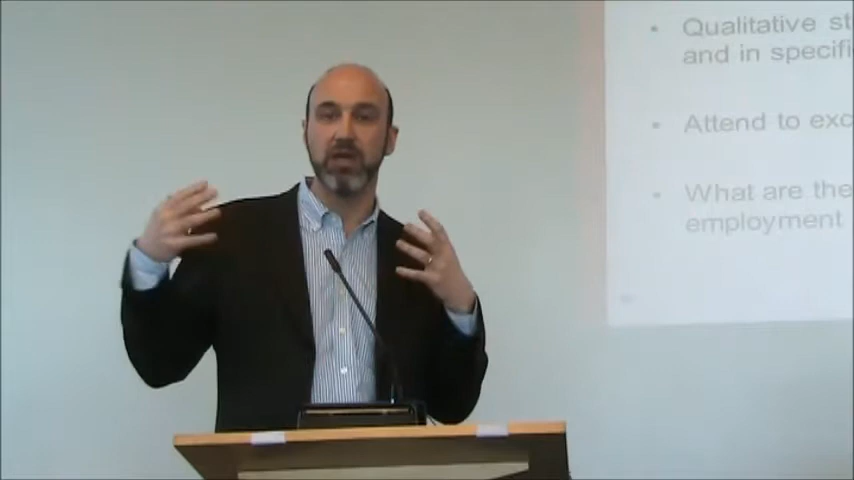 • Qualitative
and in
• Attend to
• What are
employment